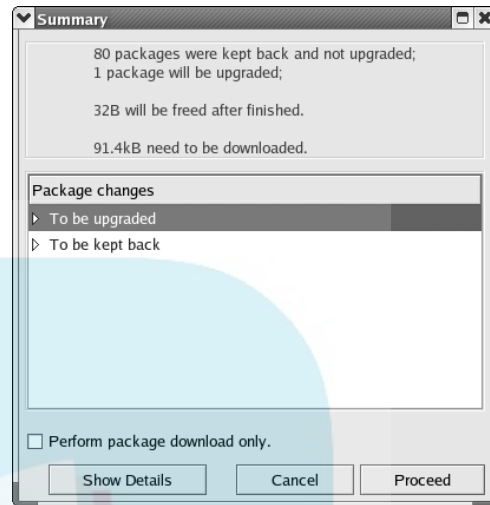 Summary
80 packages were kept back and not upgraded;
1 package will be upgraded;
32B will be freed after finished.
91.4kB need to be downloaded.
Package changes
To be upgraded
To be kept back
Perform package download only.
Show Details
Cancel
Proceed